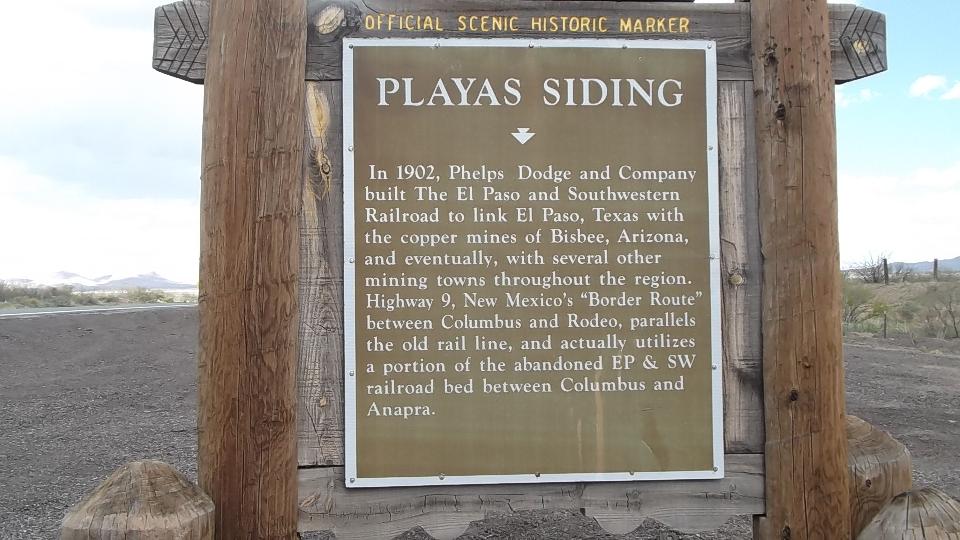 OFFICIAL SCENIC HISTORIC MARKER
PLAYAS SIDING
In 1902, Phelps Dodge and Company
built The El Paso and Southwestern
Railroad to link El Paso, Texas with
the copper mines of Bisbee, Arizona,
and eventually, with several other
mining towns throughout the region.
Highway 9, New Mexico's "Border Route"
between Columbus and Rodeo, parallels
the old rail line, and actually utilizes
a portion of the abandoned EP & SW
railroad bed between Columbus and
Anapra.